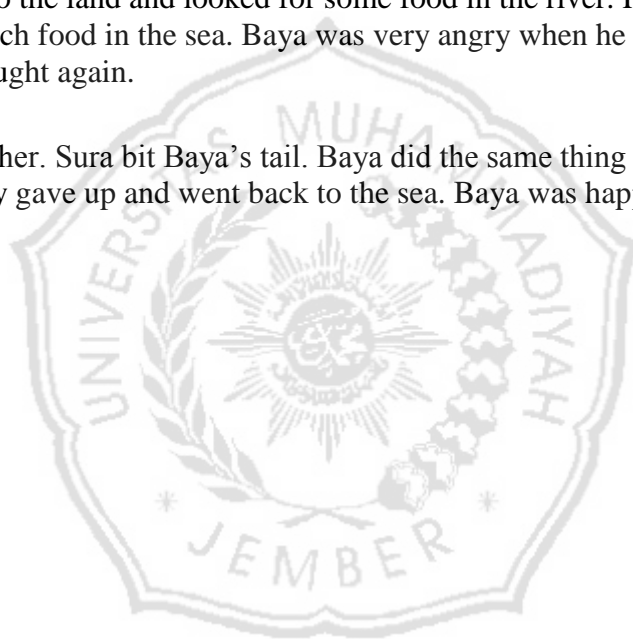 o the land and looked for some food in the river. I
ch food in the sea. Baya was very angry when he
ught again.
her. Sura bit Baya’s tail. Baya did the same thing
y gave up and went back to the sea. Baya was hap
UNIVERSITAS MUHAMMADIYAH
JEMBER